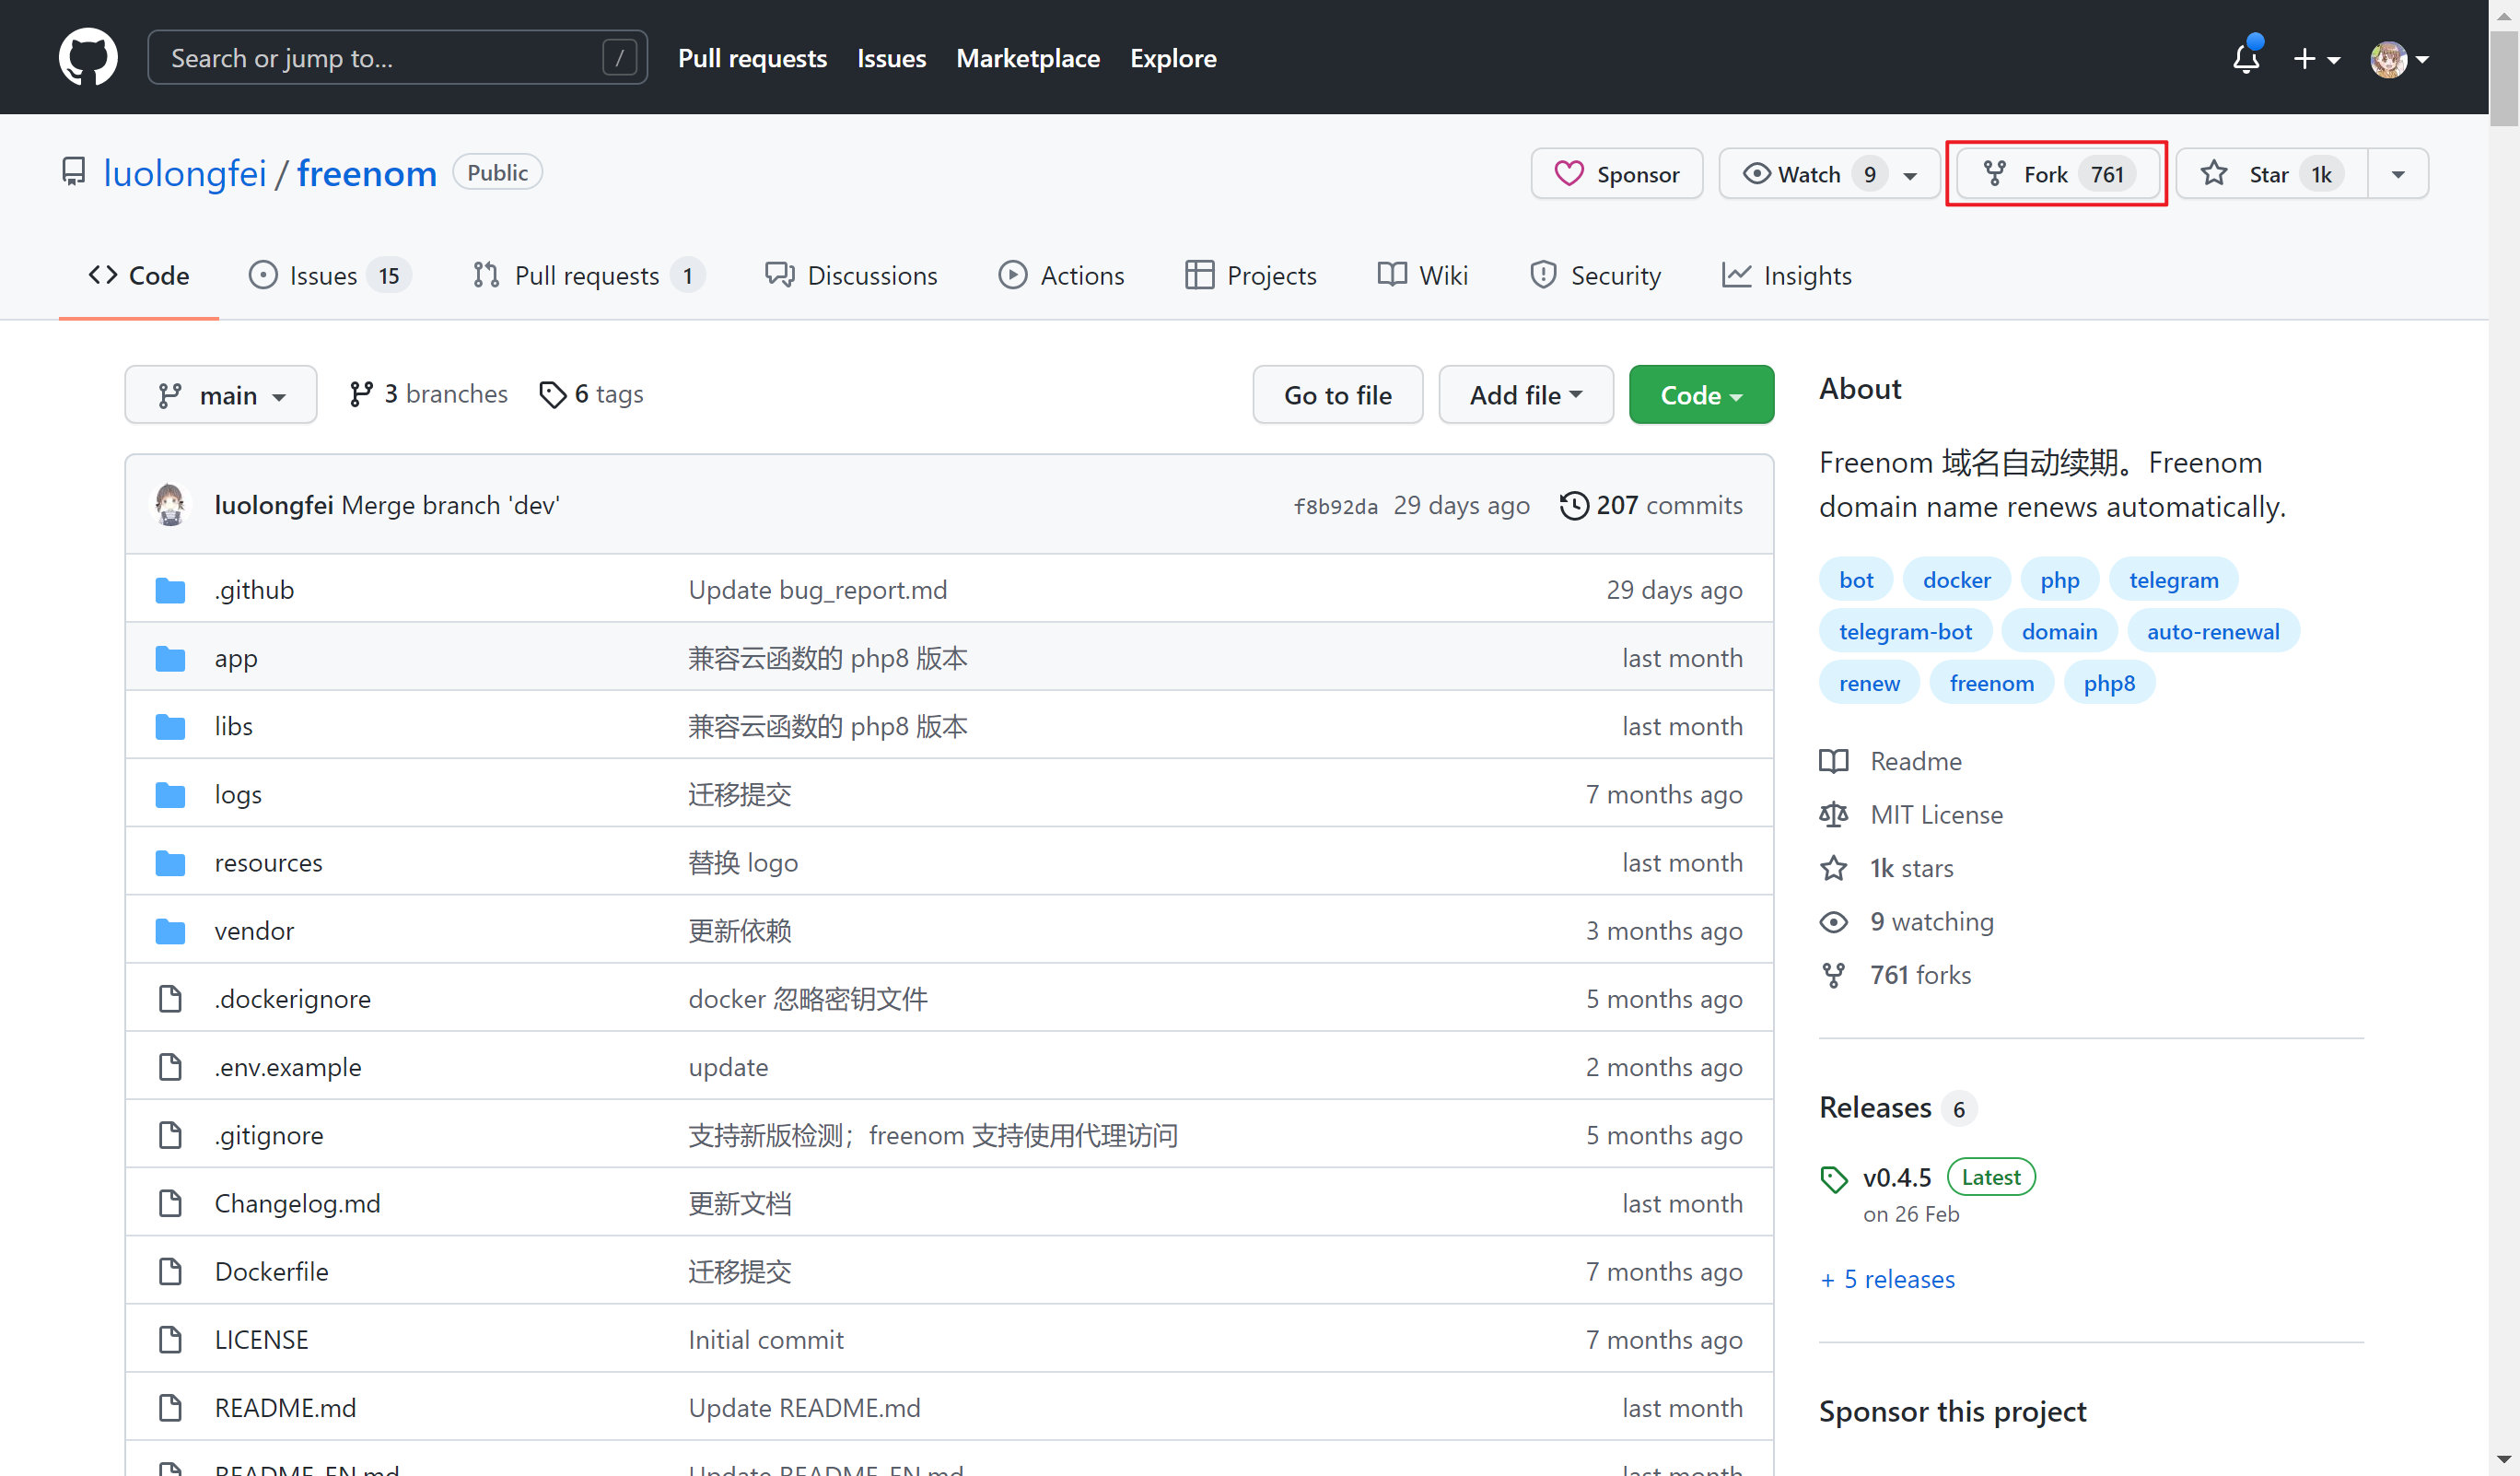 Search or jump to... /
Pull requests Issues Marketplace Explore
luolongfei / freenom Public
Sponsor Watch 9 Fork 761 Star 1k
Code Issues 15 Pull requests 1 Discussions Actions Projects Wiki Security Insights
main 3 branches 6 tags Go to file Add file Code
luolongfei Merge branch 'dev' f8b92da 29 days ago 207 commits
.github Update bug_report.md 29 days ago
app 兼容云函数的 php8 版本 last month
libs 兼容云函数的 php8 版本 last month
logs 迁移提交 7 months ago
resources 替换 logo last month
vendor 更新依赖 3 months ago
.dockerignore docker 忽略密钥文件 5 months ago
.env.example update 2 months ago
.gitignore 支持新版检测；freenom 支持使用代理访问 5 months ago
Changelog.md 更新文档 last month
Dockerfile 迁移提交 7 months ago
LICENSE Initial commit 7 months ago
README.md Update README.md last month
README_EN.md Update README_EN.md last month
About
Freenom 域名自动续期。Freenom
domain name renews automatically.
bot docker php telegram
telegram-bot domain auto-renewal
renew freenom php8
Readme
MIT License
1k stars
9 watching
761 forks
Releases 6
v0.4.5 Latest
on 26 Feb
+ 5 releases
Sponsor this project